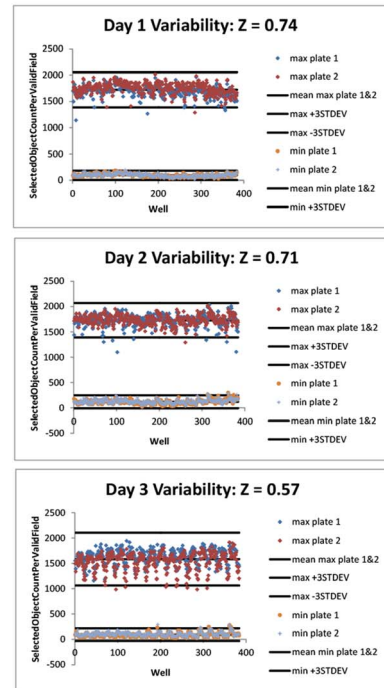 Day 1 Variability: Z = 0.74
SelectedObjectCountPerValidField
2500
2000
1500
1000
500
0
0
100
200
300
400
Well
max plate 1
max plate 2
mean max plate 1&2
max +3STDEV
max -3STDEV
min plate 1
min plate 2
mean min plate 1&2
min +3STDEV
Day 2 Variability: Z = 0.71
SelectedObjectCountPerValidField
2500
2000
1500
1000
500
0
-500
0
100
200
300
400
Well
max plate 1
max plate 2
mean max plate 1&2
max +3STDEV
max -3STDEV
min plate 1
min plate 2
mean min plate 1&2
min +3STDEV
Day 3 Variability: Z = 0.57
SelectedObjectCountPerValidField
2500
2000
1500
1000
500
0
-500
0
100
200
300
400
Well
max plate 1
max plate 2
mean max plate 1&2
max +3STDEV
max -3STDEV
min plate 1
min plate 2
mean min plate 1&2
min +3STDEV